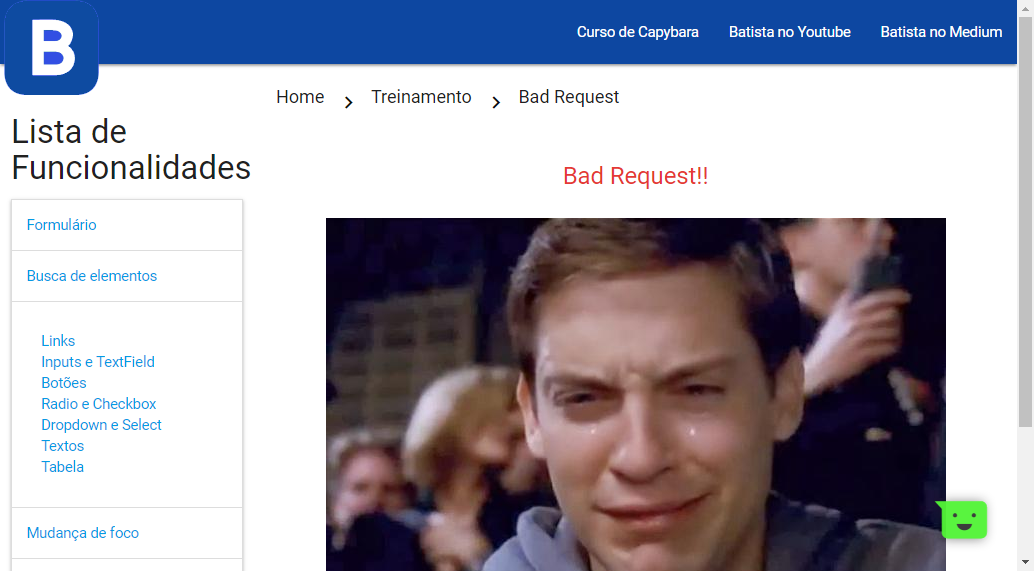 B
Curso de Capybara
Batista no Youtube
Batista no Medium
Home
Treinamento
Bad Request
Lista de
Funcionalidades
Formulário
Busca de elementos
Links
Inputs e TextField
Botões
Radio e Checkbox
Dropdown e Select
Textos
Tabela
Mudança de foco
Bad Request!!